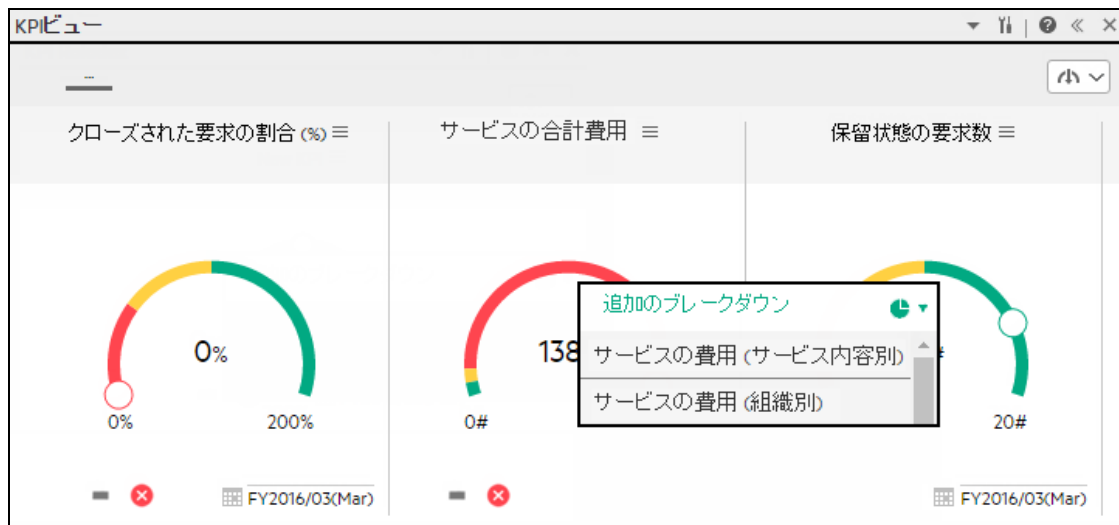 KPIビュー
...
クローズされた要求の割合 (%)
サービスの合計費用
保留状態の要求数
0%
0% 200%
FY2016/03(Mar)
138
0#
追加のブレークダウン
サービスの費用 (サービス内容別)
サービスの費用 (組織別)
20#
FY2016/03(Mar)